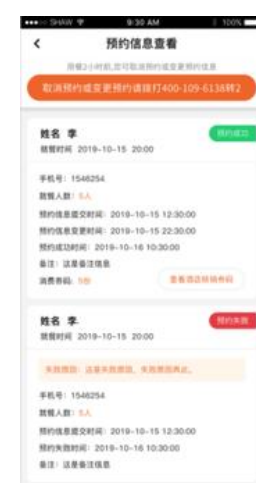 SHAW 9:30 AM 100%
预约信息查看
用餐2小时前,您可取消预约或变更预约信息
取消预约或变更预约请拨打400-109-6138转2
姓名 李 预约成功
就餐时间 2019-10-15 20:00
手机号：1546254
就餐人数：5人
预约信息提交时间：2019-10-15 12:30:00
预约信息变更时间：2019-10-15 22:30:00
预约成功时间：2019-10-16 10:30:00
备注：这是备注信息
消费券码：5份 查看酒店核销券码
姓名 李 预约失败
就餐时间 2019-10-15 20:00
失败原因：这是失败原因，失败原因再此。
手机号：1546254
就餐人数：5人
预约信息提交时间：2019-10-15 12:30:00
预约失败时间：2019-10-16 10:30:00
备注：这是备注信息